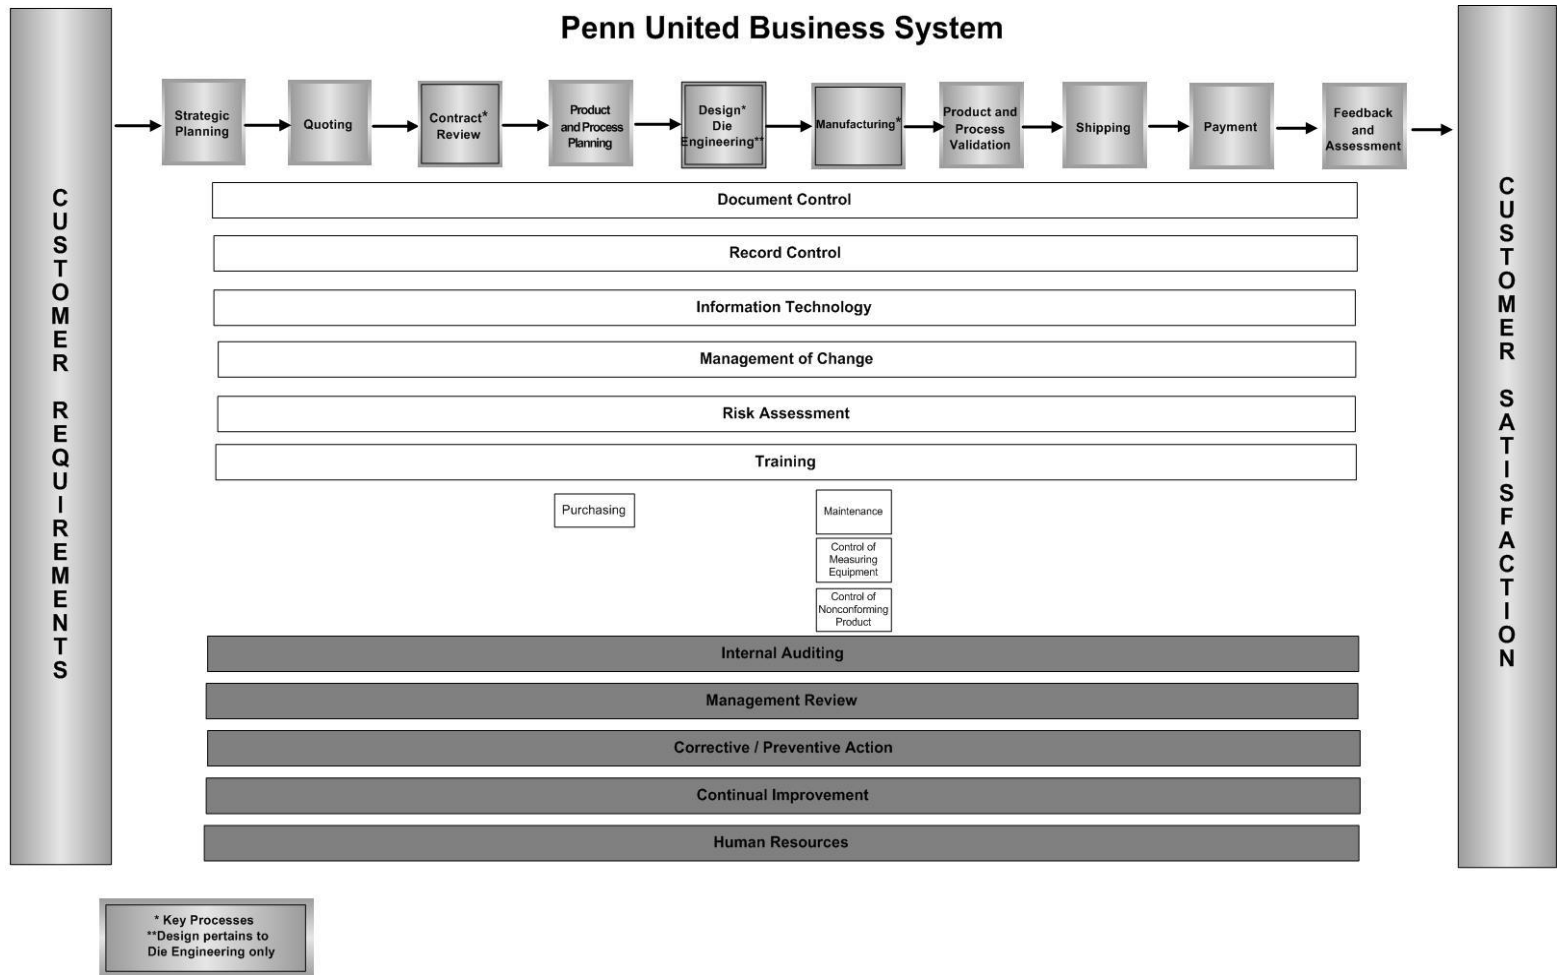 Penn United Business System
CUSTOMER REQUIREMENTS
Strategic
Planning
Quoting
Contract*
Review
Product
and Process
Planning
Design*
Die
Engineering**
Manufacturing*
Product and
Process
Validation
Shipping
Payment
Feedback
and
Assessment
CUSTOMER SATISFACTION
Document Control
Record Control
Information Technology
Management of Change
Risk Assessment
Training
Purchasing
Maintenance
Control of
Measuring
Equipment
Control of
Nonconforming
Product
Internal Auditing
Management Review
Corrective / Preventive Action
Continual Improvement
Human Resources
* Key Processes
**Design pertains to
Die Engineering only